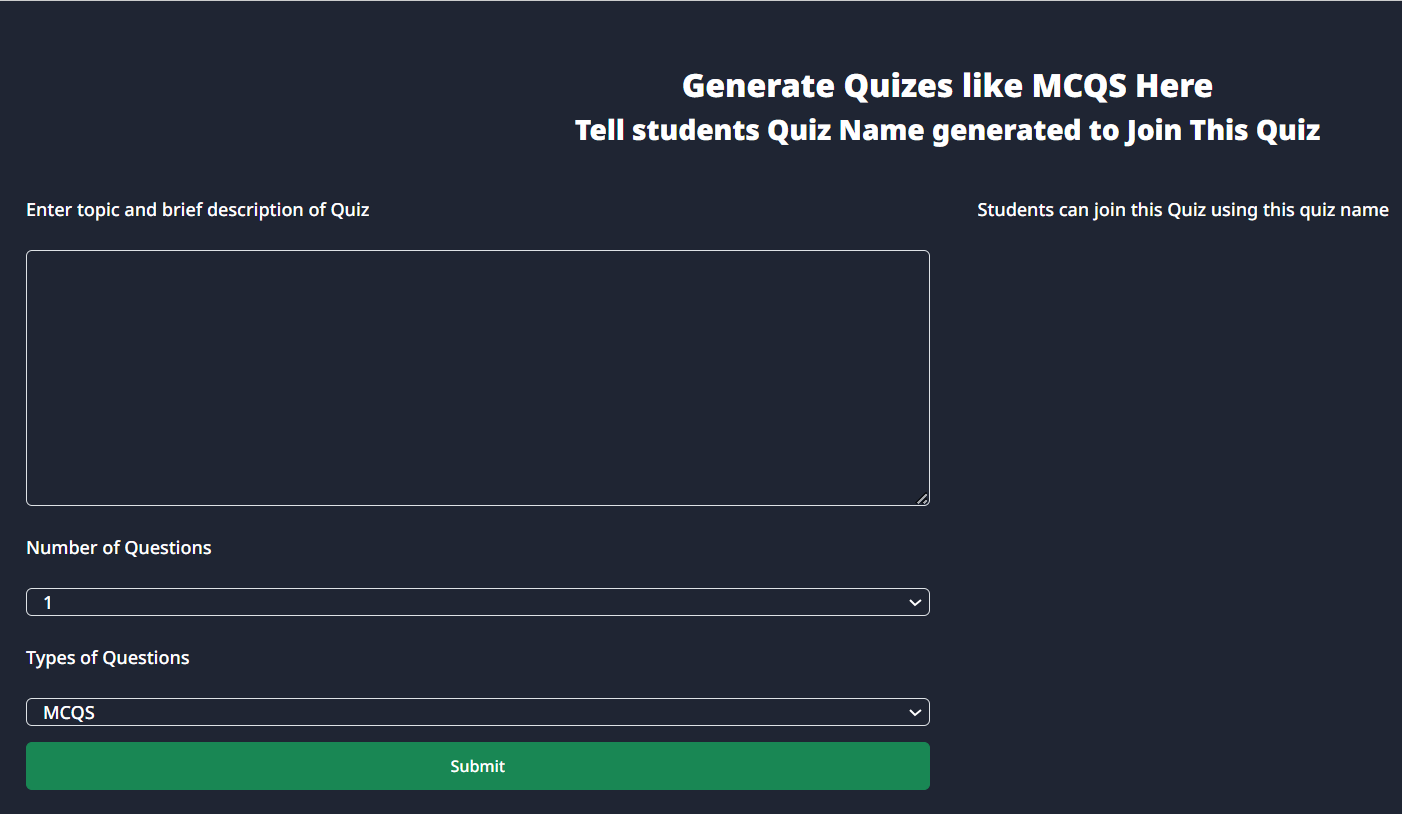 Generate Quizes like MCQS Here
Tell students Quiz Name generated to Join This Quiz
Enter topic and brief description of Quiz
Students can join this Quiz using this quiz name
Number of Questions
1
Types of Questions
MCQS
Submit